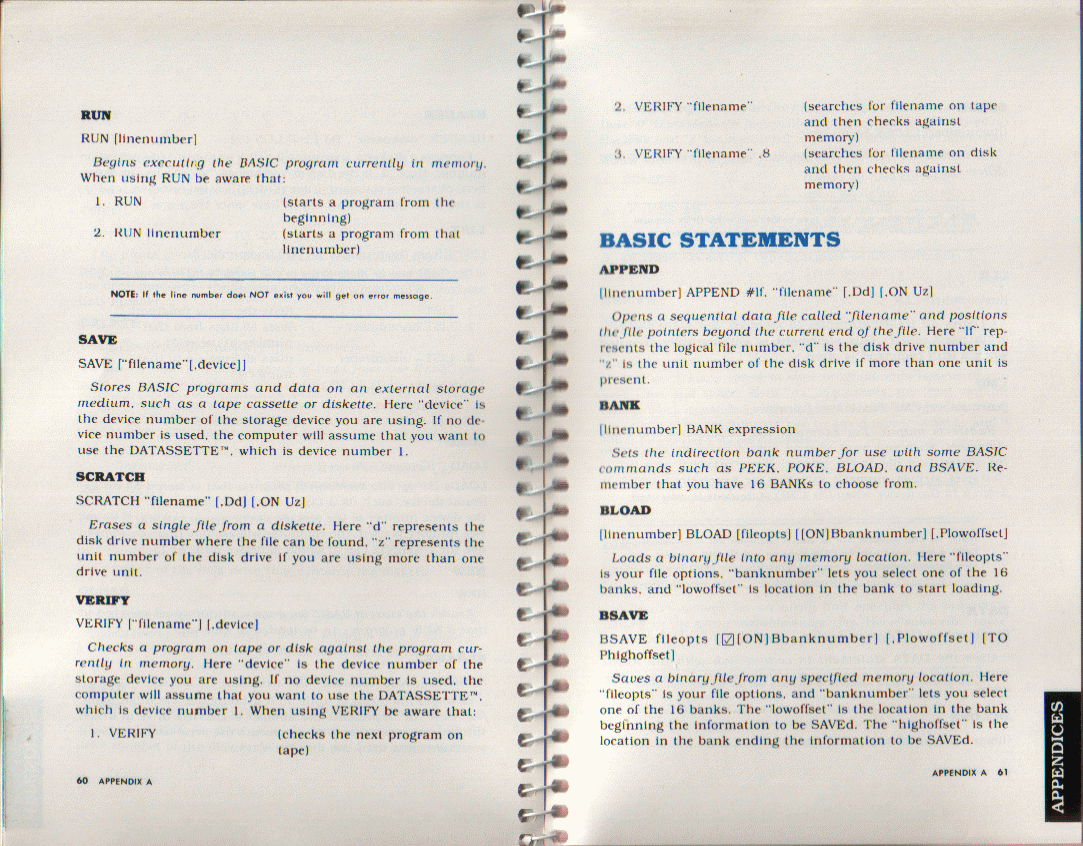 RUN
RUN [linenumber]
Begins executing the BASIC program currently in memory.
When using RUN be aware that:
1. RUN (starts a program from the
beginning)
2. RUN linenumber (starts a program from that
linenumber)
NOTE: If the line number does NOT exist you will get an error message.
SAVE
SAVE ["filename"[.device]]
Stores BASIC programs and data on an external storage
medium, such as a tape cassette or diskette. Here "device" is
the device number of the storage device you are using. If no de-
vice number is used, the computer will assume that you want to
use the DATASSETTE™, which is device number 1.
SCRATCH
SCRATCH "filename" [.Dd] [.ON Uz]
Erases a single file from a diskette. Here "d" represents the
disk drive number where the file can be found, "z" represents the
unit number of the disk drive if you are using more than one
drive unit.
VERIFY
VERIFY ["filename"] [.device]
Checks a program on tape or disk against the program cur-
rently in memory. Here "device" is the device number of the
storage device you are using. If no device number is used, the
computer will assume that you want to use the DATASSETTE™,
which is device number 1. When using VERIFY be aware that:
1. VERIFY (checks the next program on
tape)
60 APPENDIX A
2. VERIFY "filename" (searches for filename on tape
and then checks against
memory)
3. VERIFY "filename" .8 (searches for filename on disk
and then checks against
memory)
BASIC STATEMENTS
APPEND
[linenumber] APPEND #lf, "filename" [.Dd] [.ON Uz]
Opens a sequential data file called "filename" and positions
the file pointers beyond the current end of the file. Here "lf" rep-
resents the logical file number, "d" is the disk drive number and
"z" is the unit number of the disk drive if more than one unit is
present.
BANK
[linenumber] BANK expression
Sets the indirection bank number for use with some BASIC
commands such as PEEK, POKE, BLOAD, and BSAVE. Re-
member that you have 16 BANKs to choose from.
BLOAD
[linenumber] BLOAD [fileopts] [[ON]Bbanknumber] [.Plowoffset]
Loads a binary file into any memory location. Here "fileopts"
is your file options, "banknumber" lets you select one of the 16
banks, and "lowoffset" is location in the bank to start loading.
BSAVE
BSAVE fileopts [☑[ON]Bbanknumber] [.Plowoffset] [TO
Phighoffset]
Saves a binary file from any specified memory location. Here
"fileopts" is your file options, and "banknumber" lets you select
one of the 16 banks. The "lowoffset" is the location in the bank
beginning the information to be SAVEd. The "highoffset" is the
location in the bank ending the information to be SAVEd.
APPENDIX A 61
APPENDICES